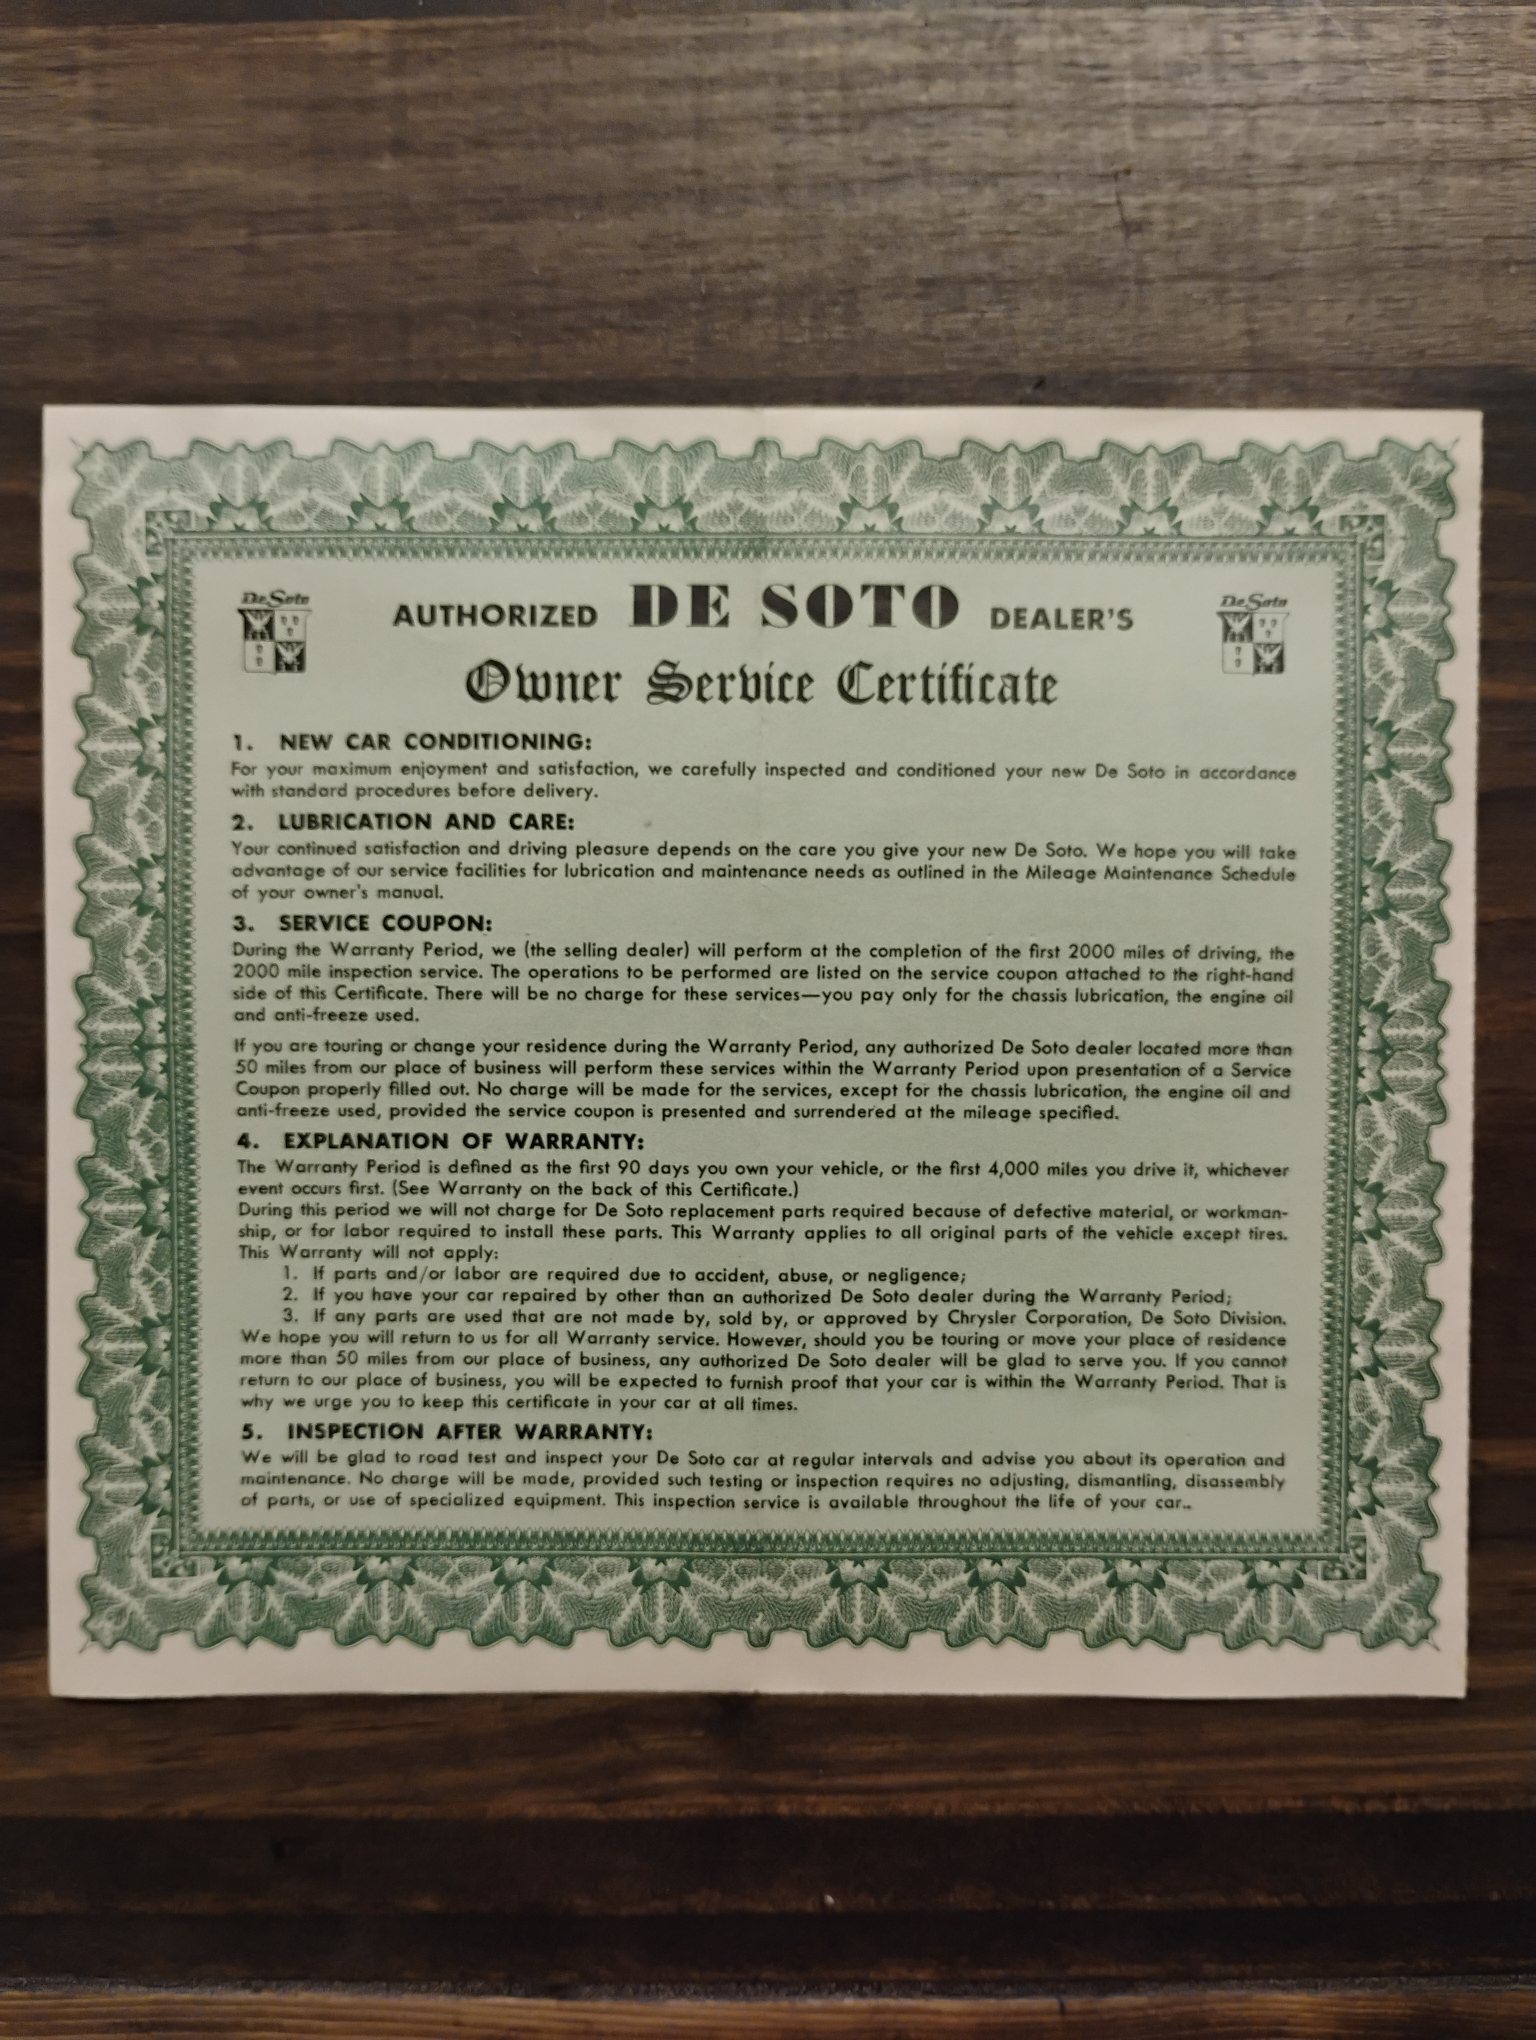 De Soto
De Soto
AUTHORIZED DE SOTO DEALER'S
Owner Service Certificate
1. NEW CAR CONDITIONING:
For your maximum enjoyment and satisfaction, we carefully inspected and conditioned your new De Soto in accordance
with standard procedures before delivery.
2. LUBRICATION AND CARE:
Your continued satisfaction and driving pleasure depends on the care you give your new De Soto. We hope you will take
advantage of our service facilities for lubrication and maintenance needs as outlined in the Mileage Maintenance Schedule
of your owner's manual.
3. SERVICE COUPON:
During the Warranty Period, we (the selling dealer) will perform at the completion of the first 2000 miles of driving, the
2000 mile inspection service. The operations to be performed are listed on the service coupon attached to the right-hand
side of this Certificate. There will be no charge for these services—you pay only for the chassis lubrication, the engine oil
and anti-freeze used.
If you are touring or change your residence during the Warranty Period, any authorized De Soto dealer located more than
50 miles from our place of business will perform these services within the Warranty Period upon presentation of a Service
Coupon properly filled out. No charge will be made for the services, except for the chassis lubrication, the engine oil and
anti-freeze used, provided the service coupon is presented and surrendered at the mileage specified.
4. EXPLANATION OF WARRANTY:
The Warranty Period is defined as the first 90 days you own your vehicle, or the first 4,000 miles you drive it, whichever
event occurs first. (See Warranty on the back of this Certificate.)
During this period we will not charge for De Soto replacement parts required because of defective material, or workman-
ship, or for labor required to install these parts. This Warranty applies to all original parts of the vehicle except tires.
This Warranty will not apply:
1. If parts and/or labor are required due to accident, abuse, or negligence;
2. If you have your car repaired by other than an authorized De Soto dealer during the Warranty Period;
3. If any parts are used that are not made by, sold by, or approved by Chrysler Corporation, De Soto Division.
We hope you will return to us for all Warranty service. However, should you be touring or move your place of residence
more than 50 miles from our place of business, any authorized De Soto dealer will be glad to serve you. If you cannot
return to our place of business, you will be expected to furnish proof that your car is within the Warranty Period. That is
why we urge you to keep this certificate in your car at all times.
5. INSPECTION AFTER WARRANTY:
We will be glad to road test and inspect your De Soto car at regular intervals and advise you about its operation and
maintenance. No charge will be made, provided such testing or inspection requires no adjusting, dismantling, disassembly
of parts, or use of specialized equipment. This inspection service is available throughout the life of your car..